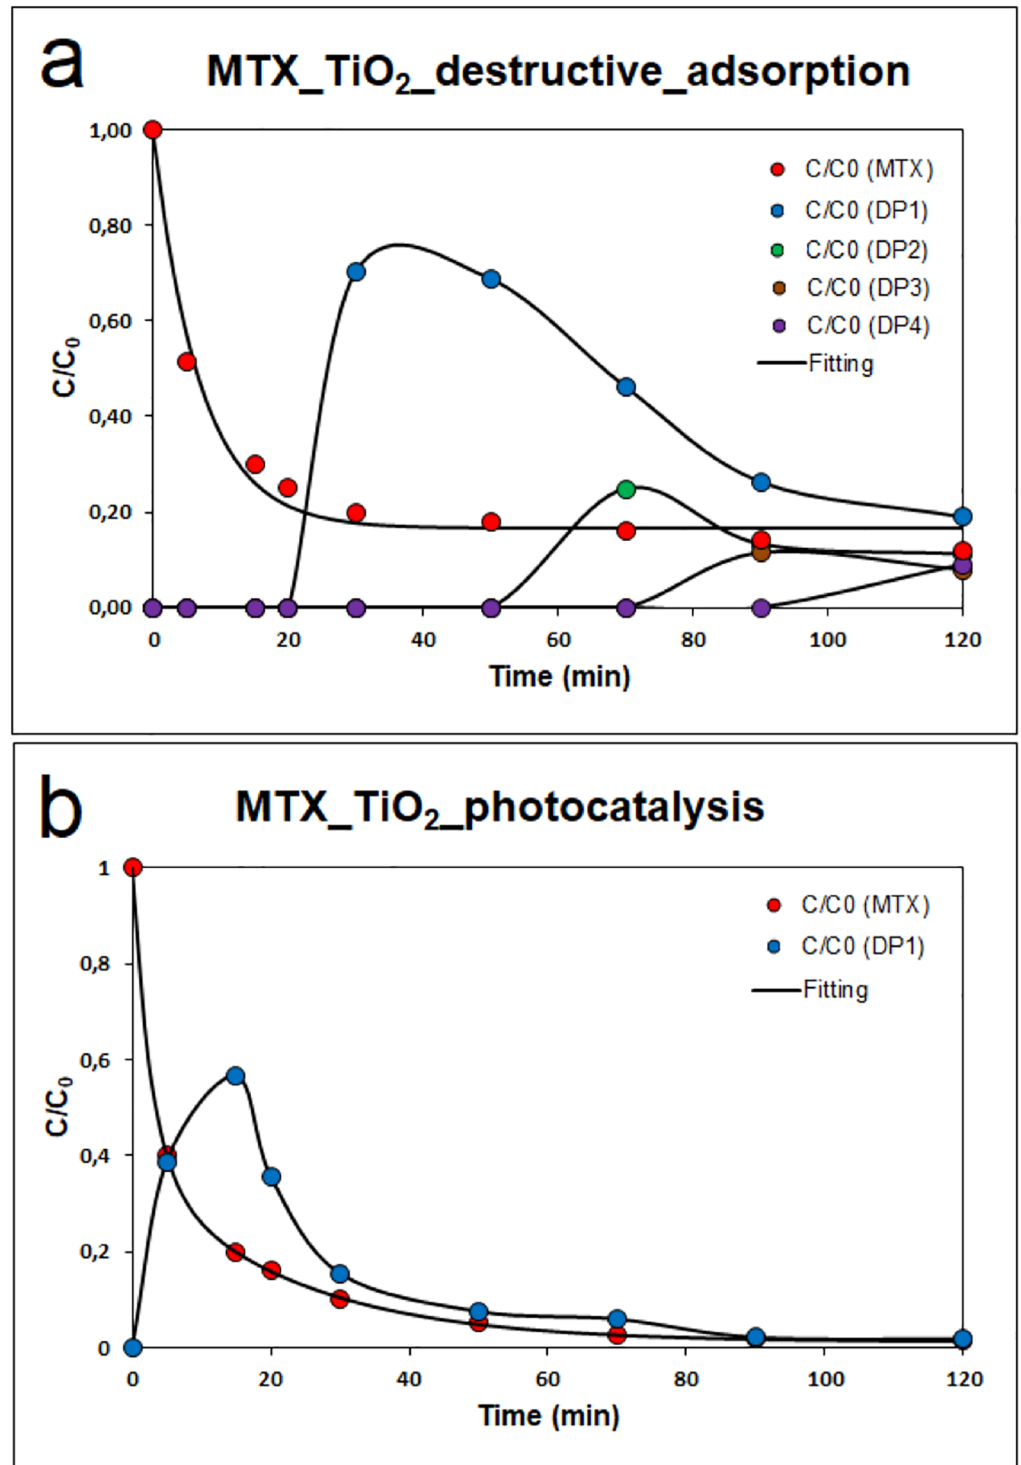 a
MTX_TiO₂_destructive_adsorption
1,00
0,80
0,60
0,40
0,20
0,00
C/C₀
C/C0 (MTX)
C/C0 (DP1)
C/C0 (DP2)
C/C0 (DP3)
C/C0 (DP4)
Fitting
0 20 40 60 80 100 120
Time (min)
b
MTX_TiO₂_photocatalysis
1
0,8
0,6
0,4
0,2
0
C/C₀
C/C0 (MTX)
C/C0 (DP1)
Fitting
0 20 40 60 80 100 120
Time (min)